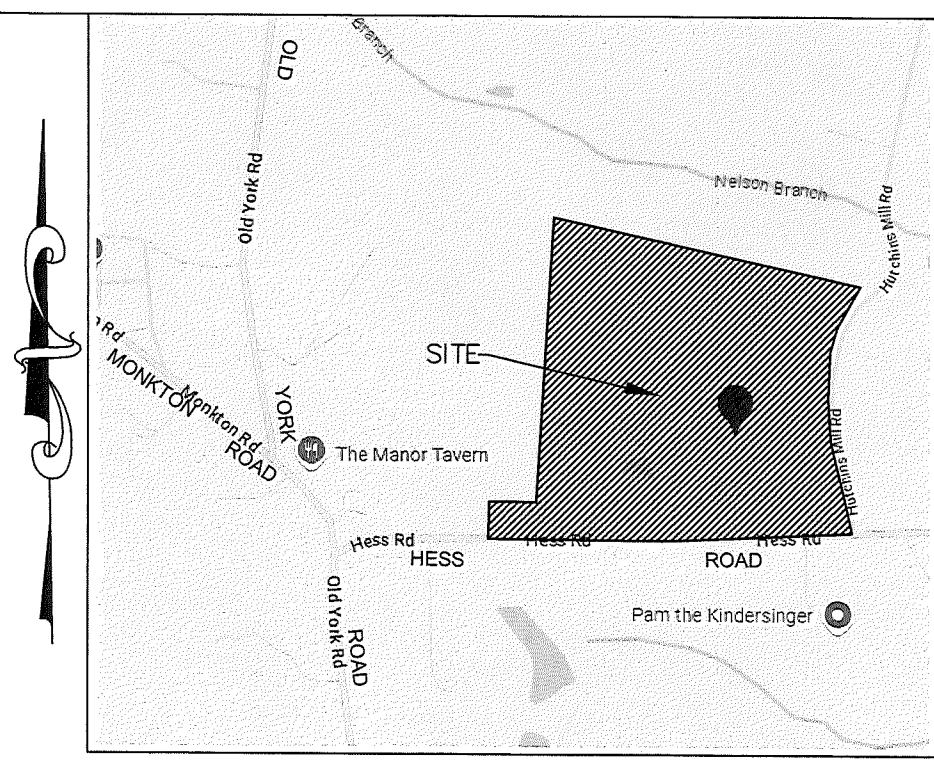 Branch
OLD
Old York Rd
Nelson Branch
Hutchins Mill Rd
SITE
n Rd
MONKTON
Monkton Rd
ROAD
YORK
The Manor Tavern
Hutchins Mill Rd
Hess Rd
Hess Rd
Hess Rd
HESS
ROAD
Old York Rd
ROAD
Pam the Kindersinger